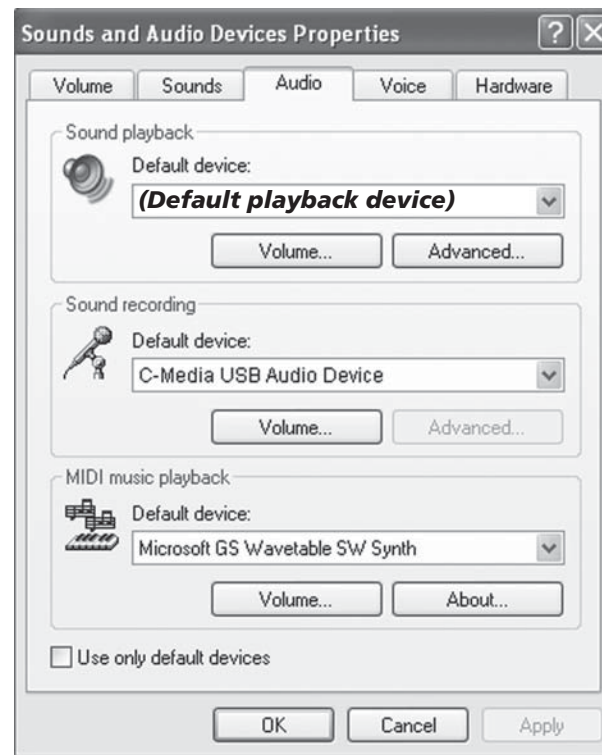 Sounds and Audio Devices Properties
Volume Sounds Audio Voice Hardware
Sound playback
Default device:
(Default playback device)
Volume... Advanced...
Sound recording
Default device:
C-Media USB Audio Device
Volume... Advanced...
MIDI music playback
Default device:
Microsoft GS Wavetable SW Synth
Volume... About...
Use only default devices
OK Cancel Apply